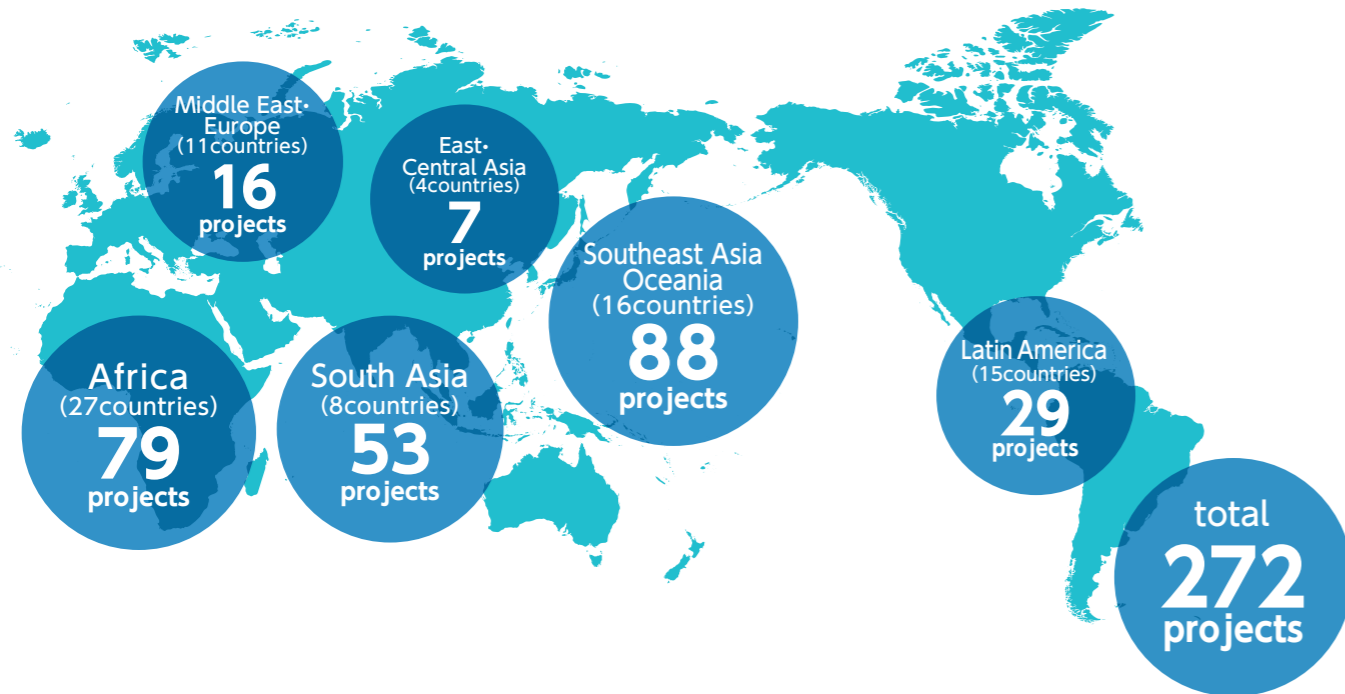 Middle East・
Europe
(11countries)
16
projects
East・
Central Asia
(4countries)
7
projects
Southeast Asia
Oceania
(16countries)
88
projects
Africa
(27countries)
79
projects
South Asia
(8countries)
53
projects
Latin America
(15countries)
29
projects
total
272
projects